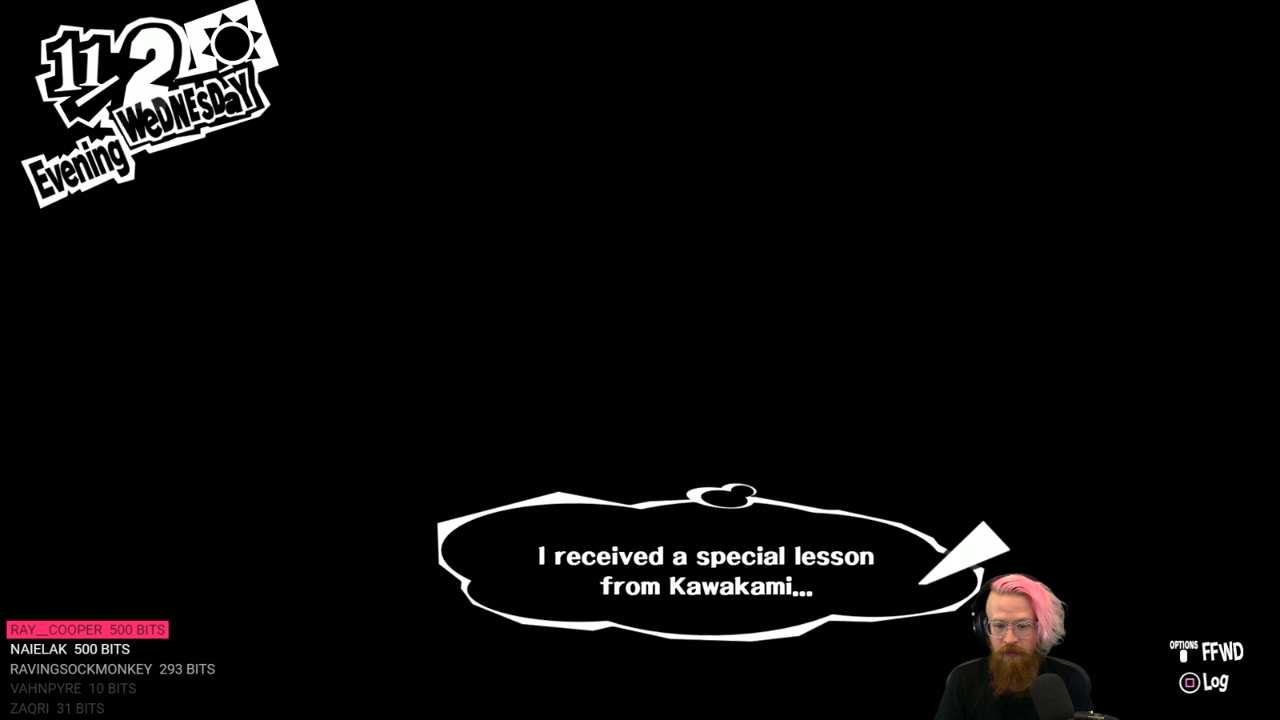 11/2
WeDNESDaY
Evening
I received a special lesson
from Kawakami...
RAY__COOPER 500 BITS
NAIELAK 500 BITS
RAVINGSOCKMONKEY 293 BITS
VAHNPYRE 10 BITS
ZAQRI 31 BITS
OPTIONS FFWD
Log